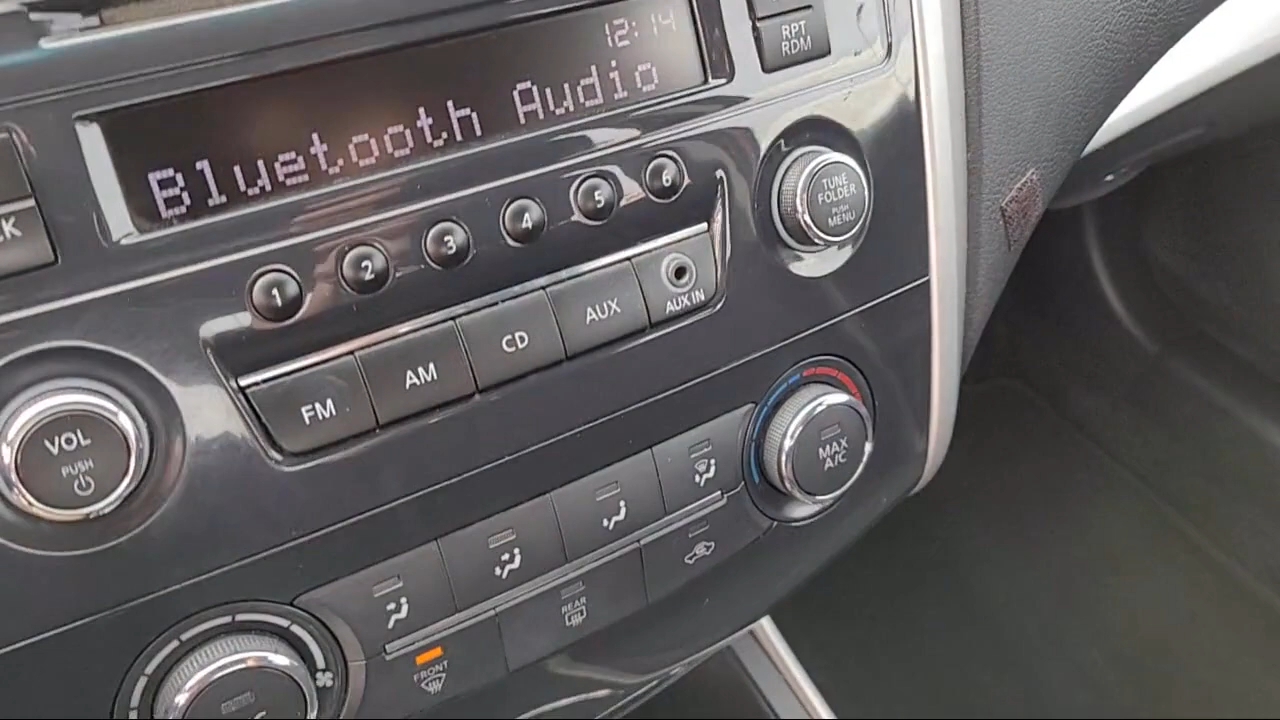 12:14
Bluetooth Audio
RPT
RDM
1
2
3
4
5
6
TUNE
FOLDER
PUSH
MENU
FM
AM
CD
AUX
AUX IN
VOL
PUSH
MAX
A/C
REAR
FRONT